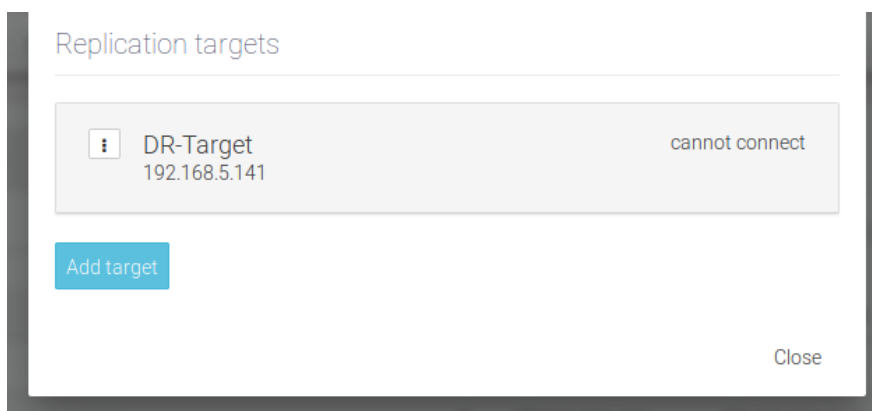 Replication targets
DR-Target
cannot connect
192.168.5.141
Add target
Close